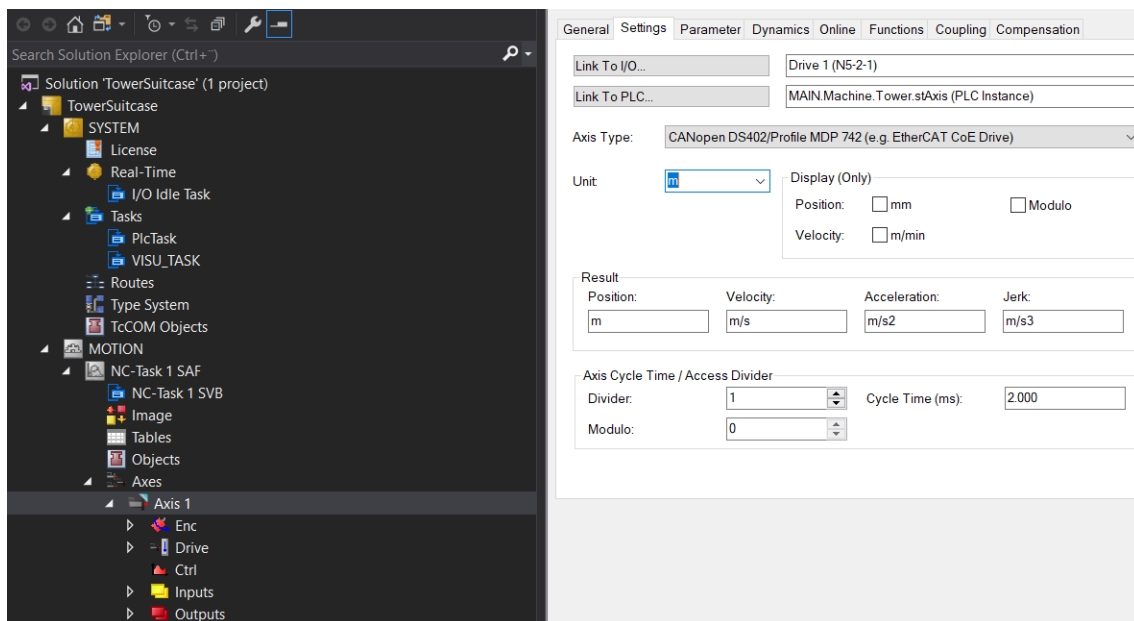 Search Solution Explorer (Ctrl+¨)
Solution 'TowerSuitcase' (1 project)
TowerSuitcase
SYSTEM
License
Real-Time
I/O Idle Task
Tasks
PlcTask
VISU_TASK
Routes
Type System
TcCOM Objects
MOTION
NC-Task 1 SAF
NC-Task 1 SVB
Image
Tables
Objects
Axes
Axis 1
Enc
Drive
Ctrl
Inputs
Outputs
General Settings Parameter Dynamics Online Functions Coupling Compensation
Link To I/O... Drive 1 (N5-2-1)
Link To PLC... MAIN.Machine.Tower.stAxis (PLC Instance)
Axis Type: CANopen DS402/Profile MDP 742 (e.g. EtherCAT CoE Drive)
Unit: m
Display (Only)
Position: mm Modulo
Velocity: m/min
Result
Position: Velocity: Acceleration: Jerk:
m m/s m/s2 m/s3
Axis Cycle Time / Access Divider
Divider: 1 Cycle Time (ms): 2.000
Modulo: 0